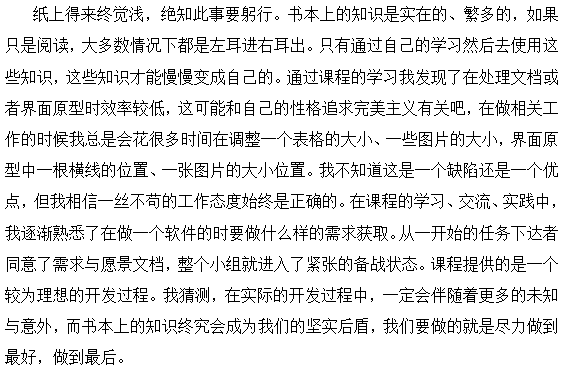 纸上得来终觉浅，绝知此事要躬行。书本上的知识是实在的、繁多的，如果
只是阅读，大多数情况下都是左耳进右耳出。只有通过自己的学习然后去使用这
些知识，这些知识才能慢慢变成自己的。通过课程的学习我发现了在处理文档或
者界面原型时效率较低，这可能和自己的性格追求完美主义有关吧，在做相关工
作的时候我总是会花很多时间在调整一个表格的大小、一些图片的大小，界面原
型中一根横线的位置、一张图片的大小位置。我不知道这是一个缺陷还是一个优
点，但我相信一丝不苟的工作态度始终是正确的。在课程的学习、交流、实践中，
我逐渐熟悉了在做一个软件的时要做什么样的需求获取。从一开始的任务下达者
同意了需求与愿景文档，整个小组就进入了紧张的备战状态。课程提供的是一个
较为理想的开发过程。我猜测，在实际的开发过程中，一定会伴随着更多的未知
与意外，而书本上的知识终究会成为我们的坚实后盾，我们要做的就是尽力做到
最好，做到最后。